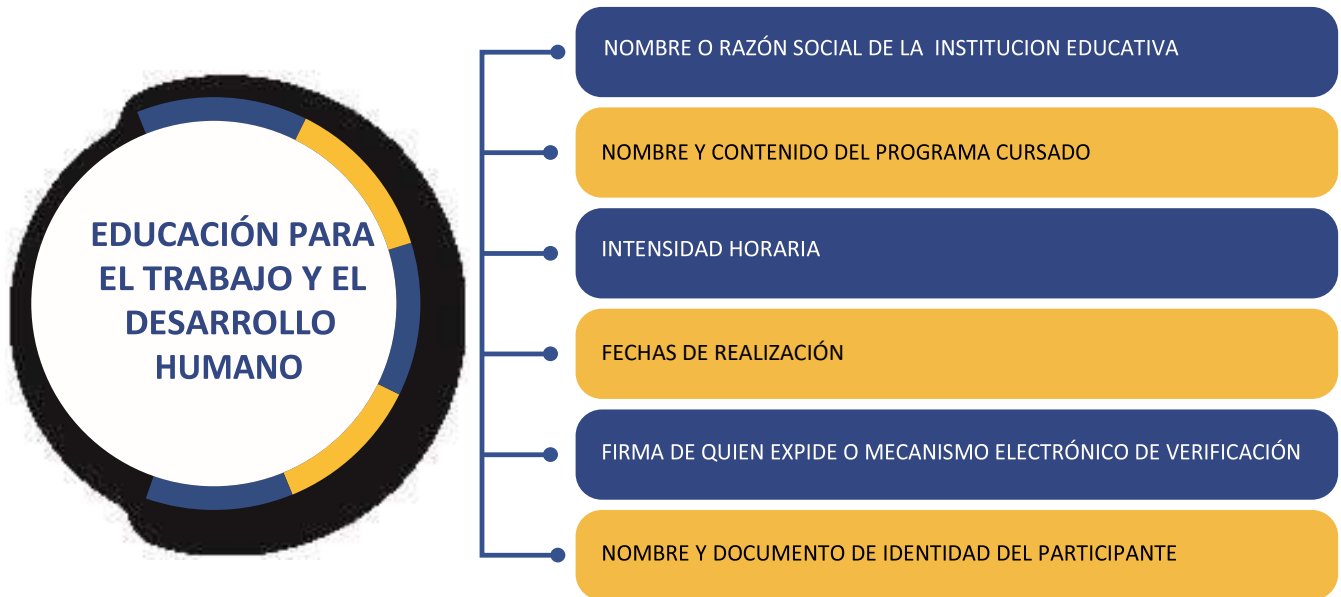 EDUCACIÓN PARA
EL TRABAJO Y EL
DESARROLLO
HUMANO
NOMBRE O RAZÓN SOCIAL DE LA INSTITUCION EDUCATIVA
NOMBRE Y CONTENIDO DEL PROGRAMA CURSADO
INTENSIDAD HORARIA
FECHAS DE REALIZACIÓN
FIRMA DE QUIEN EXPIDE O MECANISMO ELECTRÓNICO DE VERIFICACIÓN
NOMBRE Y DOCUMENTO DE IDENTIDAD DEL PARTICIPANTE